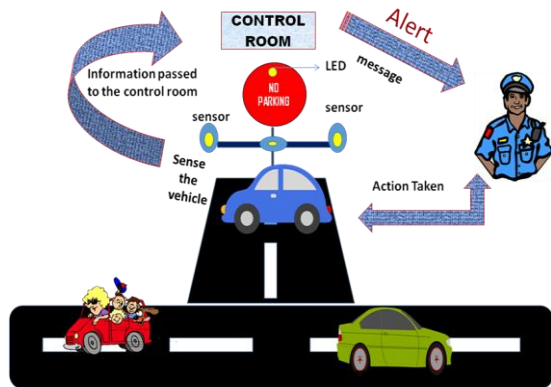 CONTROL
ROOM
Alert
message
LED
Information passed
to the control room
NO
PARKING
sensor
sensor
Sense
the
vehicle
Action Taken